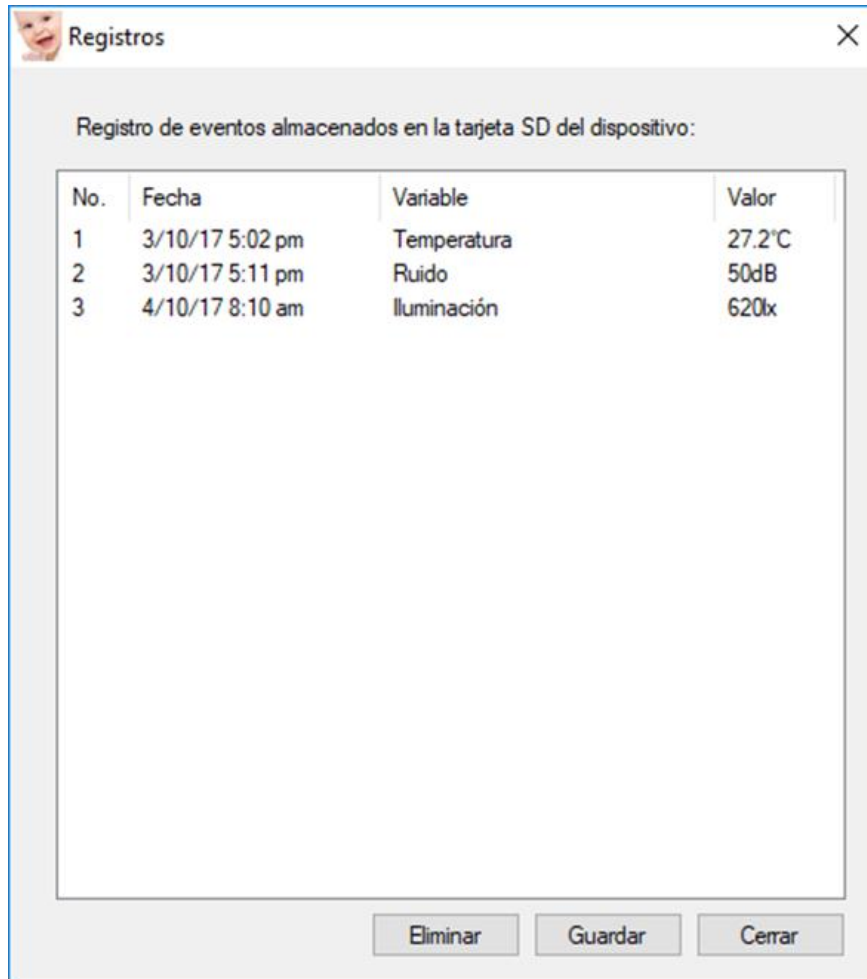 Registros
Registro de eventos almacenados en la tarjeta SD del dispositivo:
No. Fecha Variable Valor
1 3/10/17 5:02 pm Temperatura 27.2°C
2 3/10/17 5:11 pm Ruido 50dB
3 4/10/17 8:10 am Iluminación 620lx
Eliminar Guardar Cerrar